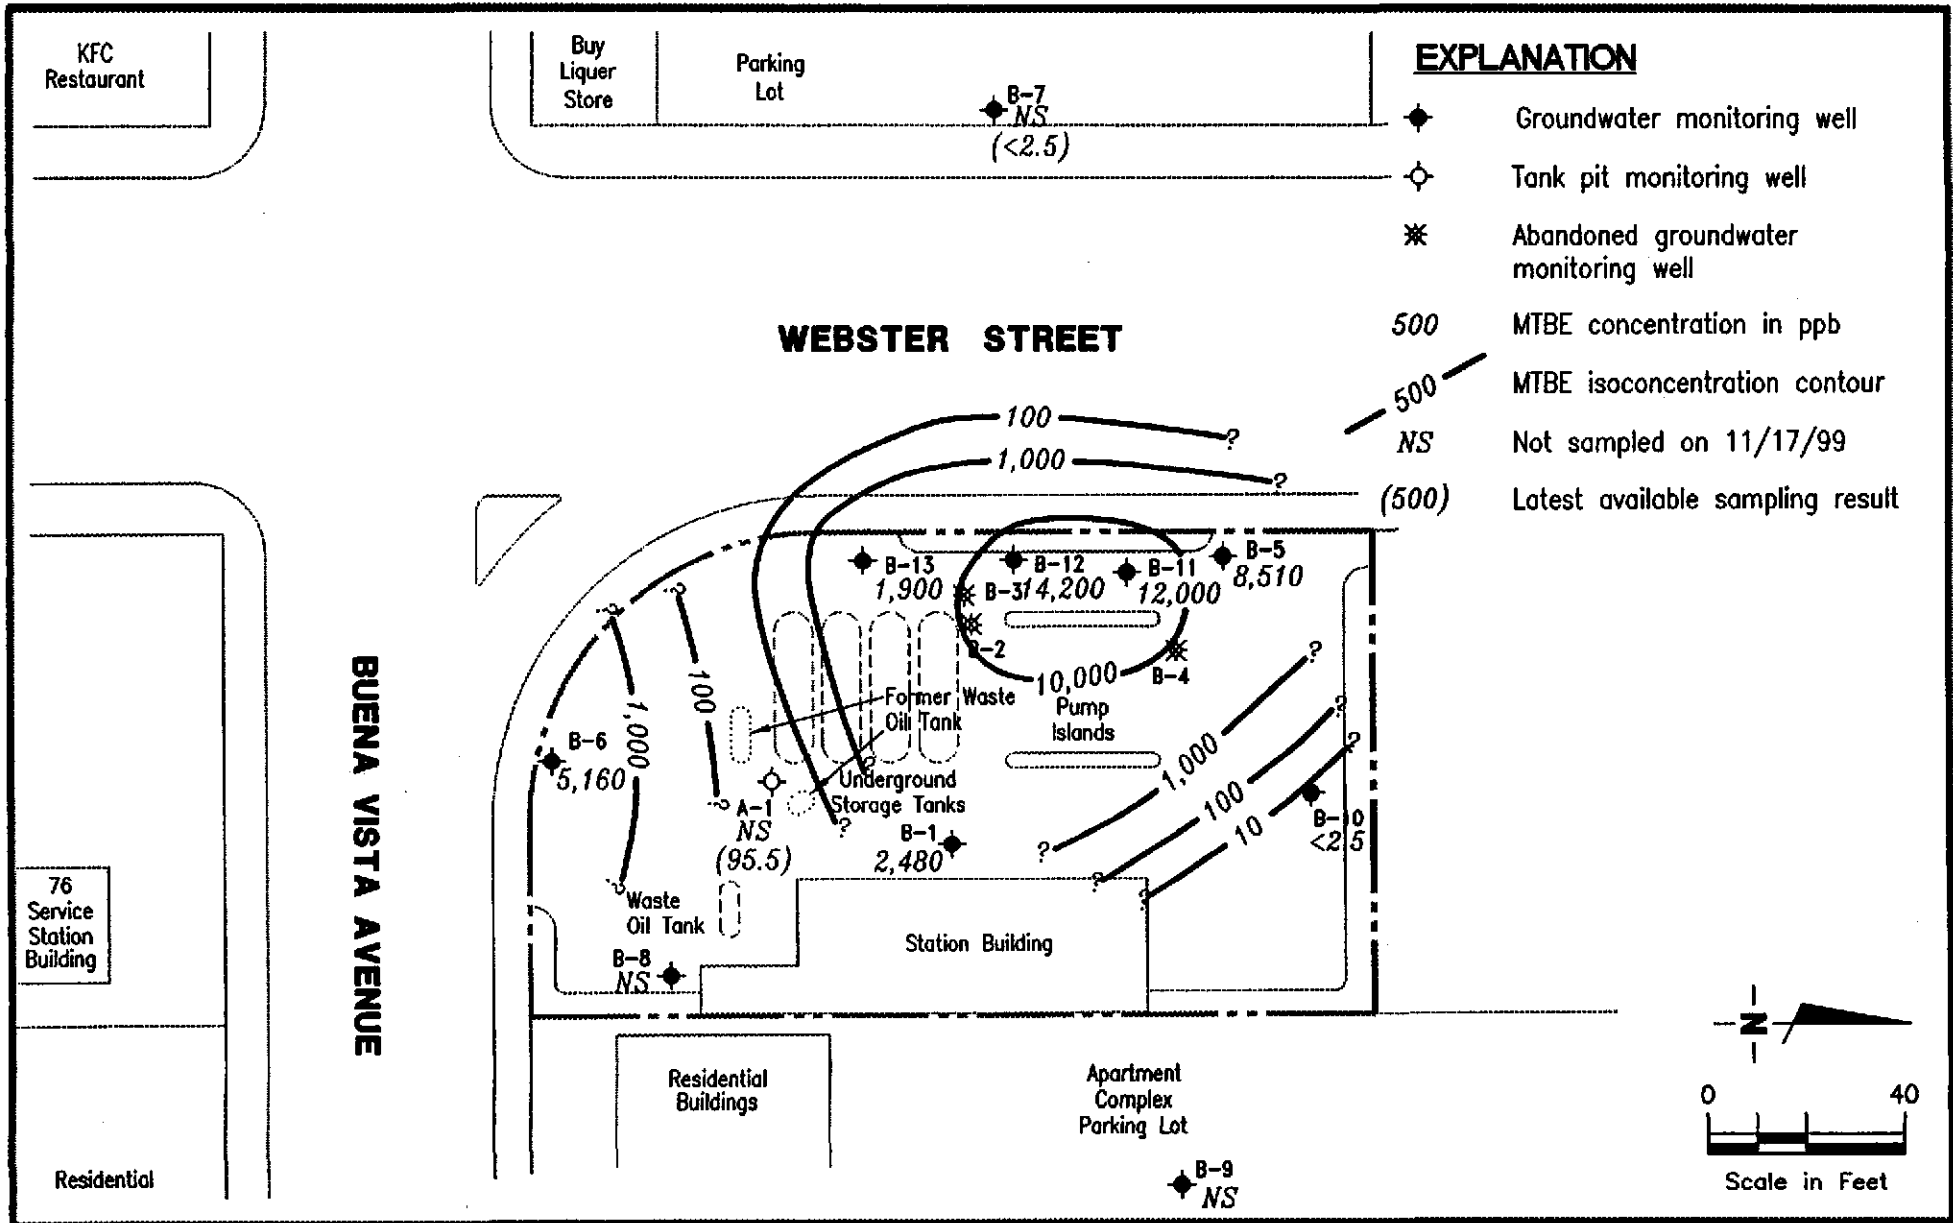 KFC
Restaurant
Buy
Liquer
Store
Parking
Lot
B-7
NS
(<2.5)
EXPLANATION
Groundwater monitoring well
Tank pit monitoring well
Abandoned groundwater
monitoring well
500
MTBE concentration in ppb
500
MTBE isoconcentration contour
NS
Not sampled on 11/17/99
(500)
Latest available sampling result
WEBSTER STREET
100
?
1,000
?
B-13
1,900
B-12
14,200
B-11
12,000
B-5
8,510
B-3
B-2
B-4
10,000
?
?
1,000
?
100
?
B-6
5,160
BUENA VISTA AVENUE
Former Waste
Oil Tank
Pump
Islands
Underground
Storage Tanks
?
?
A-1
NS
(95.5)
B-1
2,480
?
1,000
?
?
100
?
?
10
?
B-10
<2.5
76
Service
Station
Building
Waste
Oil Tank
B-8
NS
Station Building
Residential
Buildings
Apartment
Complex
Parking Lot
B-9
NS
Residential
N
0 40
Scale in Feet